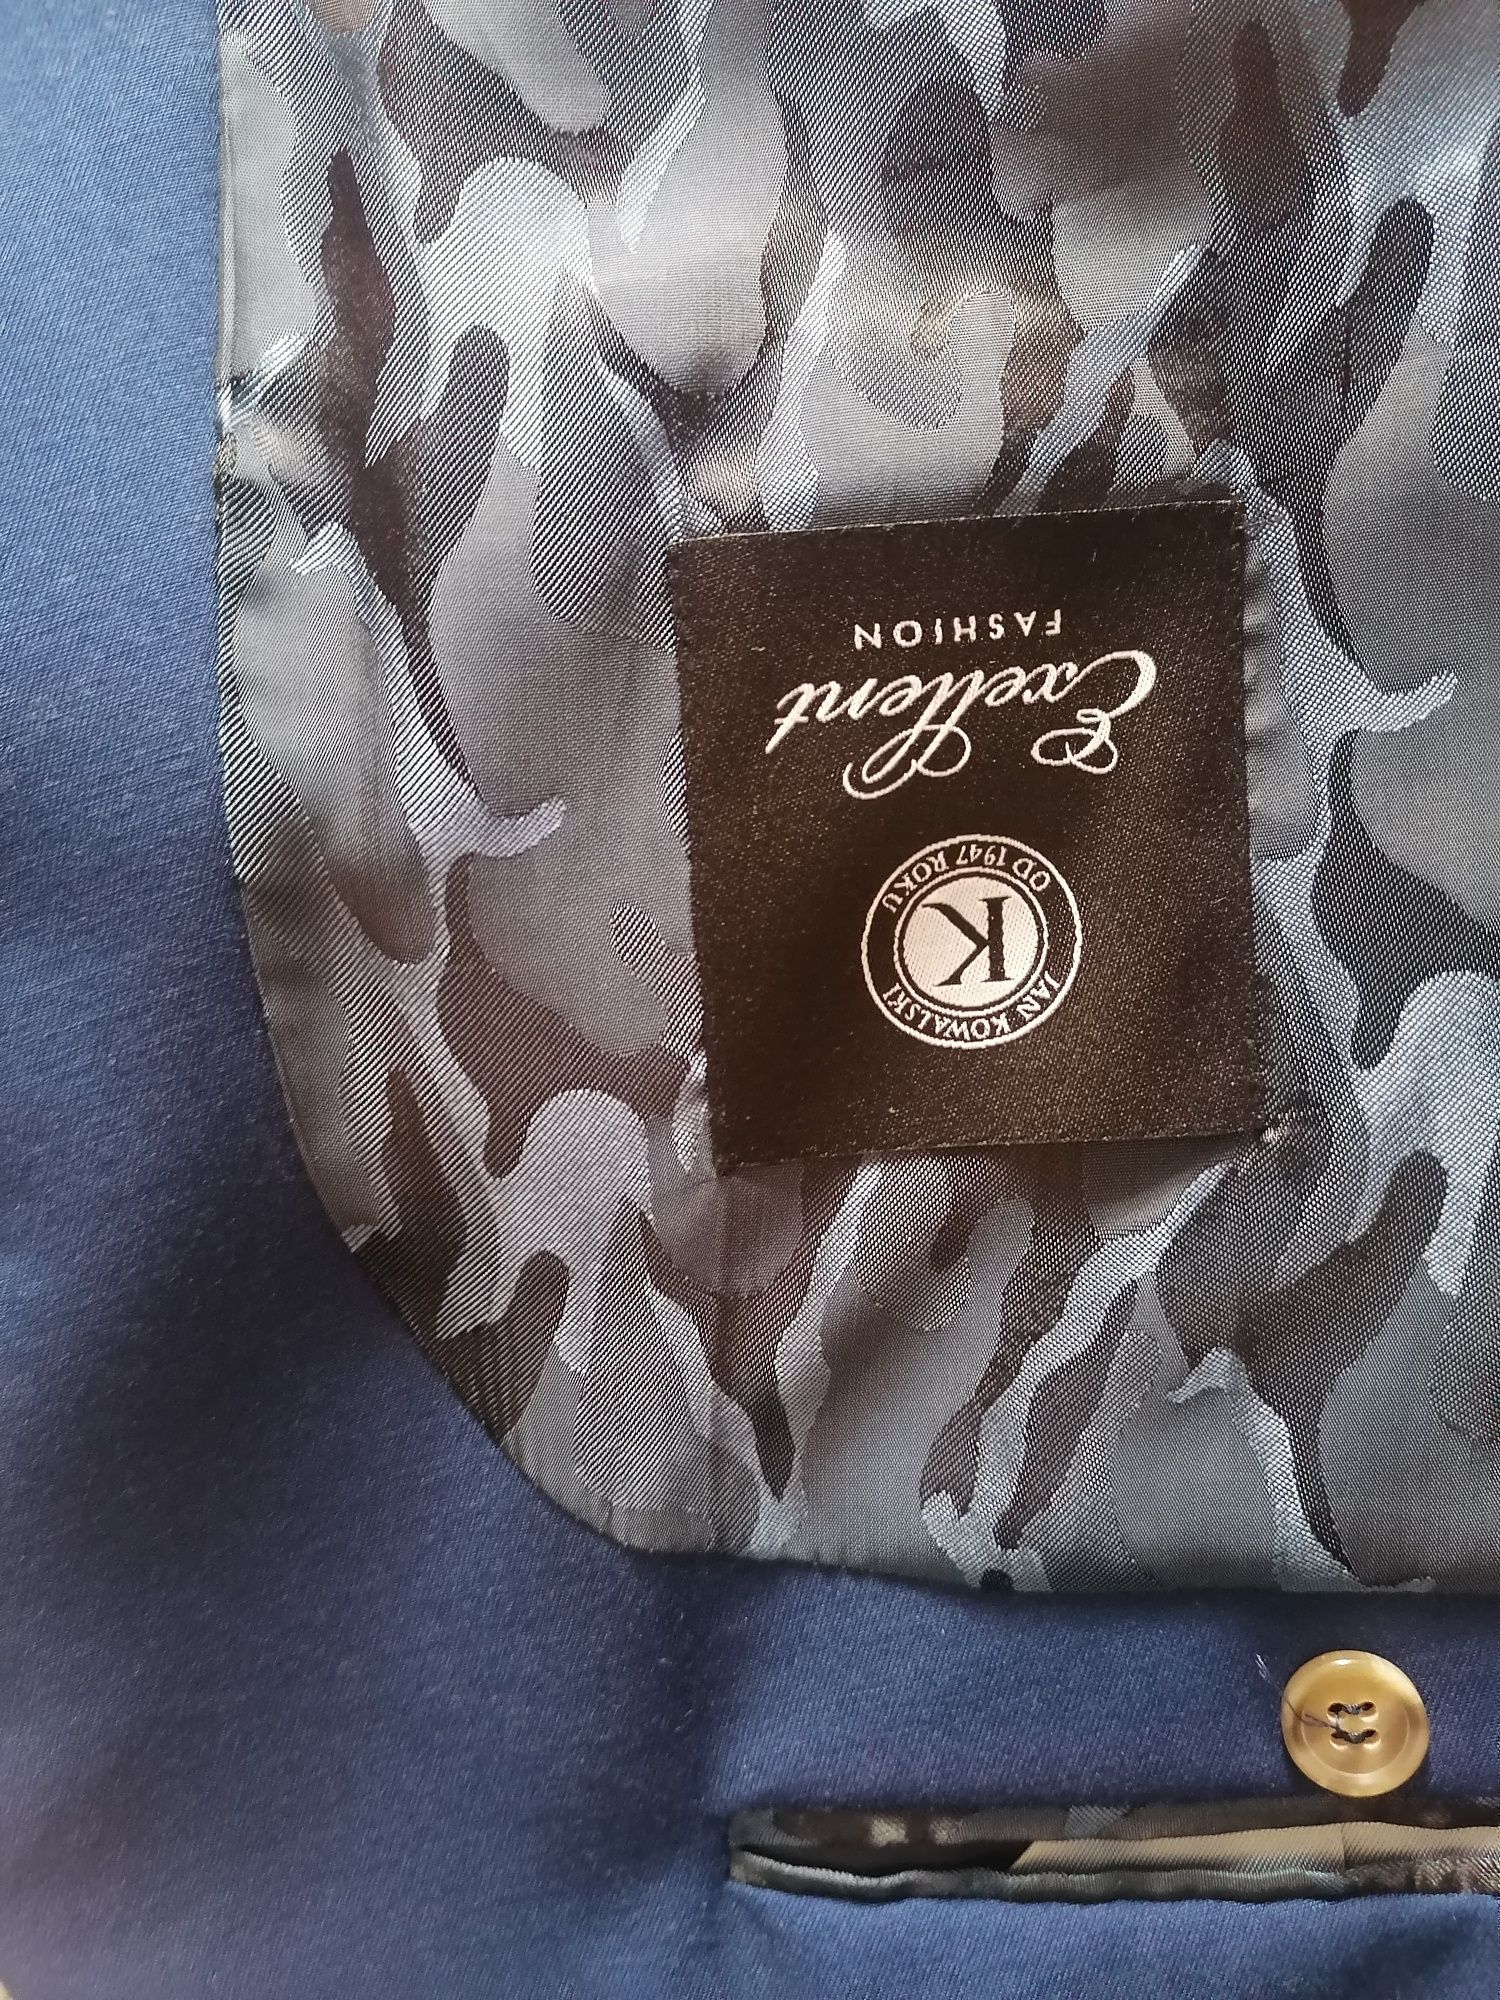 JAN KOWALSKI
K
OD 1947 ROKU
Exellent
FASHION